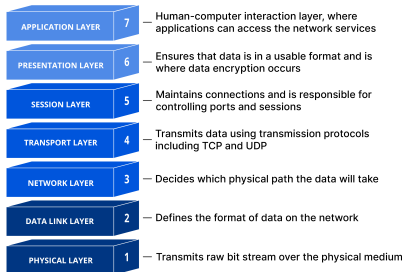 APPLICATION LAYER 7 Human-computer interaction layer, where
applications can access the network services
PRESENTATION LAYER 6 Ensures that data is in a usable format and is
where data encryption occurs
SESSION LAYER 5 Maintains connections and is responsible for
controlling ports and sessions
TRANSPORT LAYER 4 Transmits data using transmission protocols
including TCP and UDP
NETWORK LAYER 3 Decides which physical path the data will take
DATA LINK LAYER 2 Defines the format of data on the network
PHYSICAL LAYER 1 Transmits raw bit stream over the physical medium